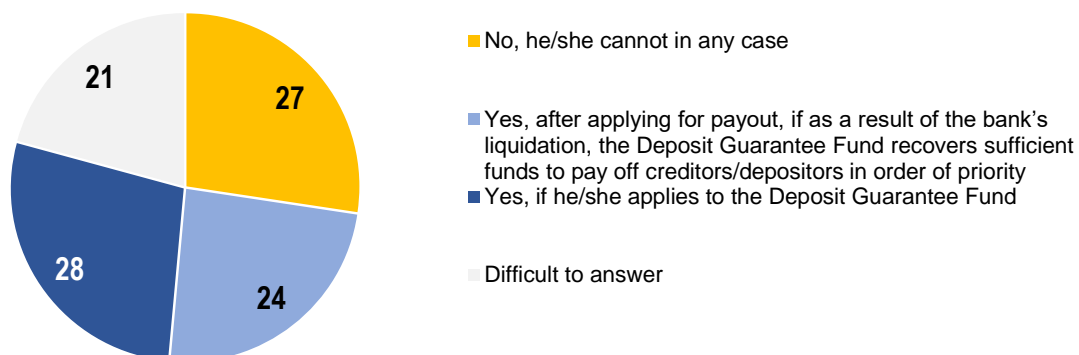 21
27
28
24
No, he/she cannot in any case
Yes, after applying for payout, if as a result of the bank’s
liquidation, the Deposit Guarantee Fund recovers sufficient
funds to pay off creditors/depositors in order of priority
Yes, if he/she applies to the Deposit Guarantee Fund
Difficult to answer